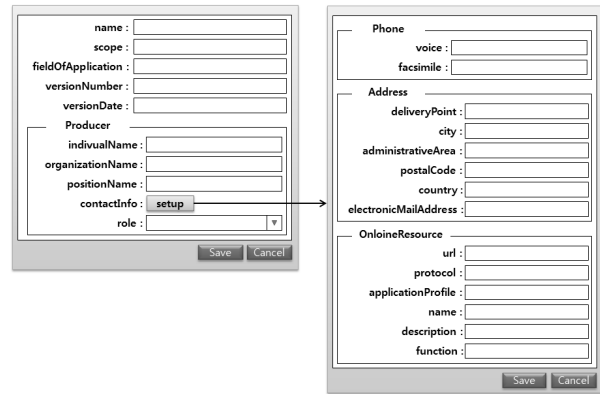 name :
scope :
fieldOfApplication :
versionNumber :
versionDate :
Producer
indivualName :
organizationName :
positionName :
contactInfo : setup
role :
Save Cancel
Phone
voice :
facsimile :
Address
deliveryPoint :
city :
administrativeArea :
postalCode :
country :
electronicMailAddress :
OnloineResource
url :
protocol :
applicationProfile :
name :
description :
function :
Save Cancel